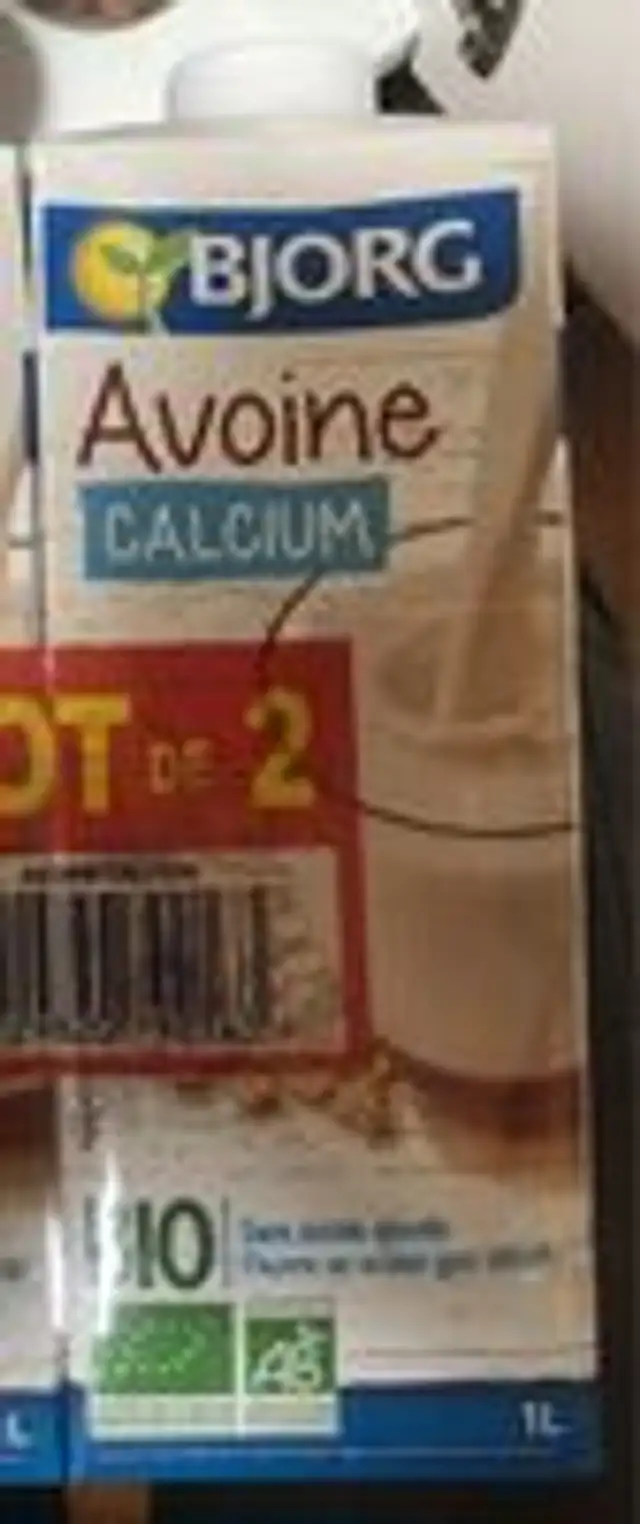 BJORG
Avoine
CALCIUM
OT DE 2
BIO
AB
L
1L